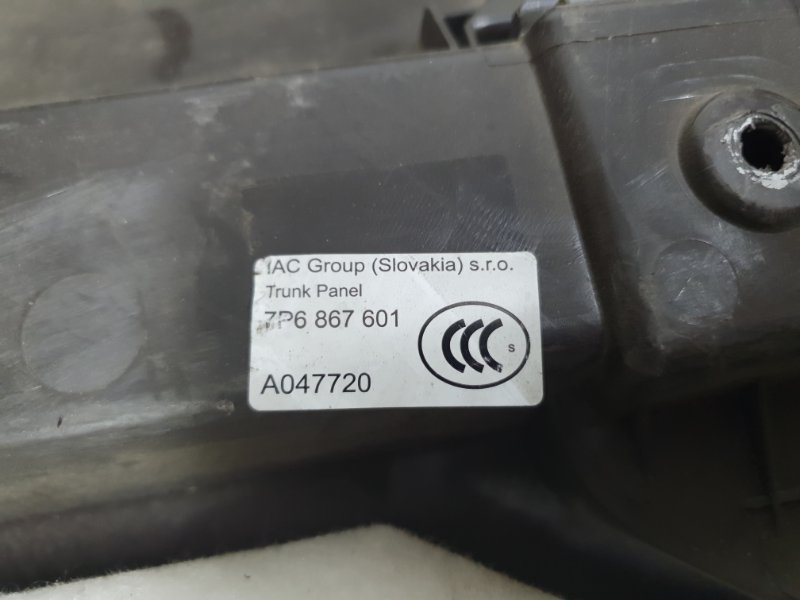 IAC Group (Slovakia) s.r.o.
Trunk Panel
7P6 867 601
CCC S
A047720